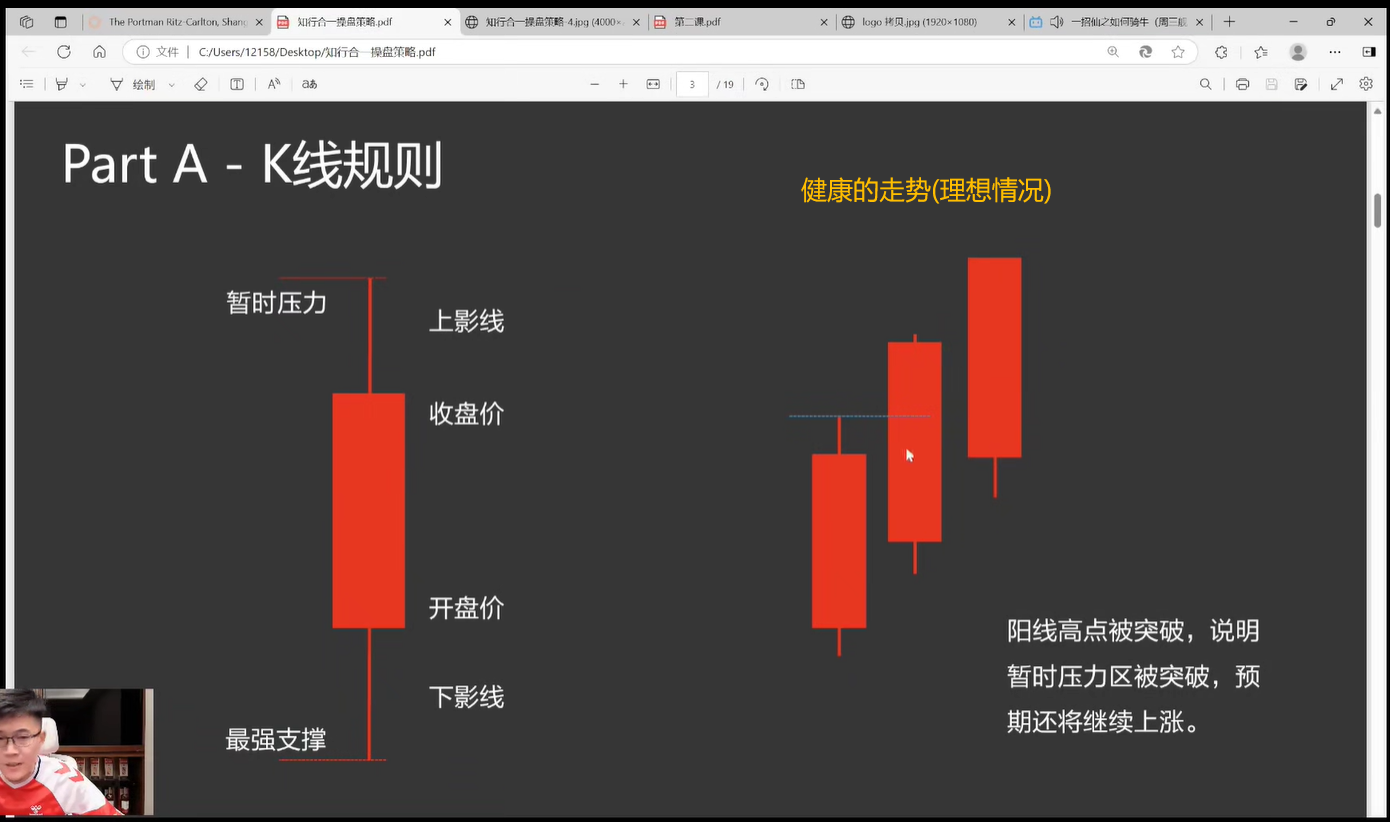 The Portman Ritz-Carlton, Shang
知行合一操盘策略.pdf
知行合一操盘策略-4.jpg (4000×
第二课.pdf
logo 拷贝.jpg (1920×1080)
一招仙之如何骑牛（周三辰
文件
C:/Users/12158/Desktop/知行合一操盘策略.pdf
绘制
aあ
3 / 19
Part A - K线规则
健康的走势(理想情况)
暂时压力
上影线
收盘价
开盘价
下影线
最强支撑
阳线高点被突破，说明
暂时压力区被突破，预
期还将继续上涨。